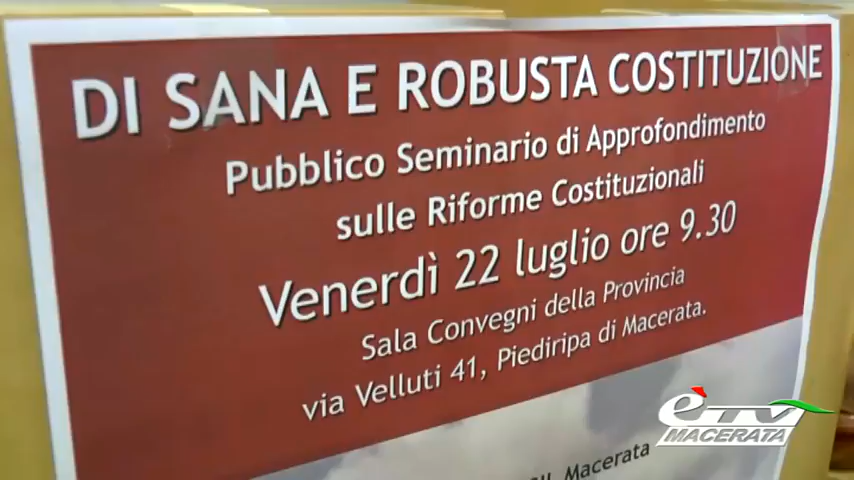 DI SANA E ROBUSTA COSTITUZIONE
Pubblico Seminario di Approfondimento
sulle Riforme Costituzionali
Venerdì 22 luglio ore 9.30
Sala Convegni della Provincia
via Velluti 41, Piediripa di Macerata.
Macerata
èTV
MACERATA